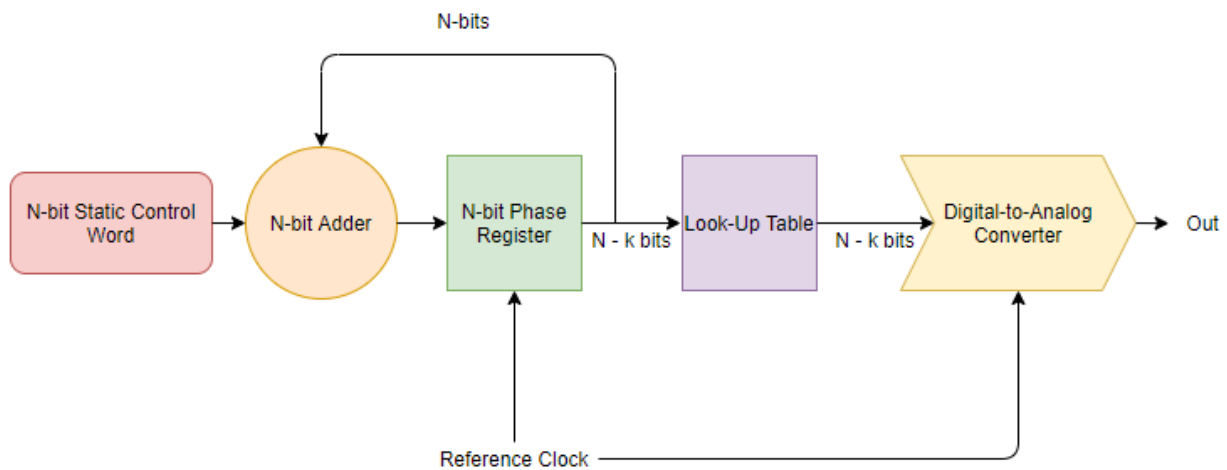 N-bits
N-bit Static Control
Word
N-bit Adder
N-bit Phase
Register
N - k bits
Look-Up Table
N - k bits
Digital-to-Analog
Converter
Out
Reference Clock